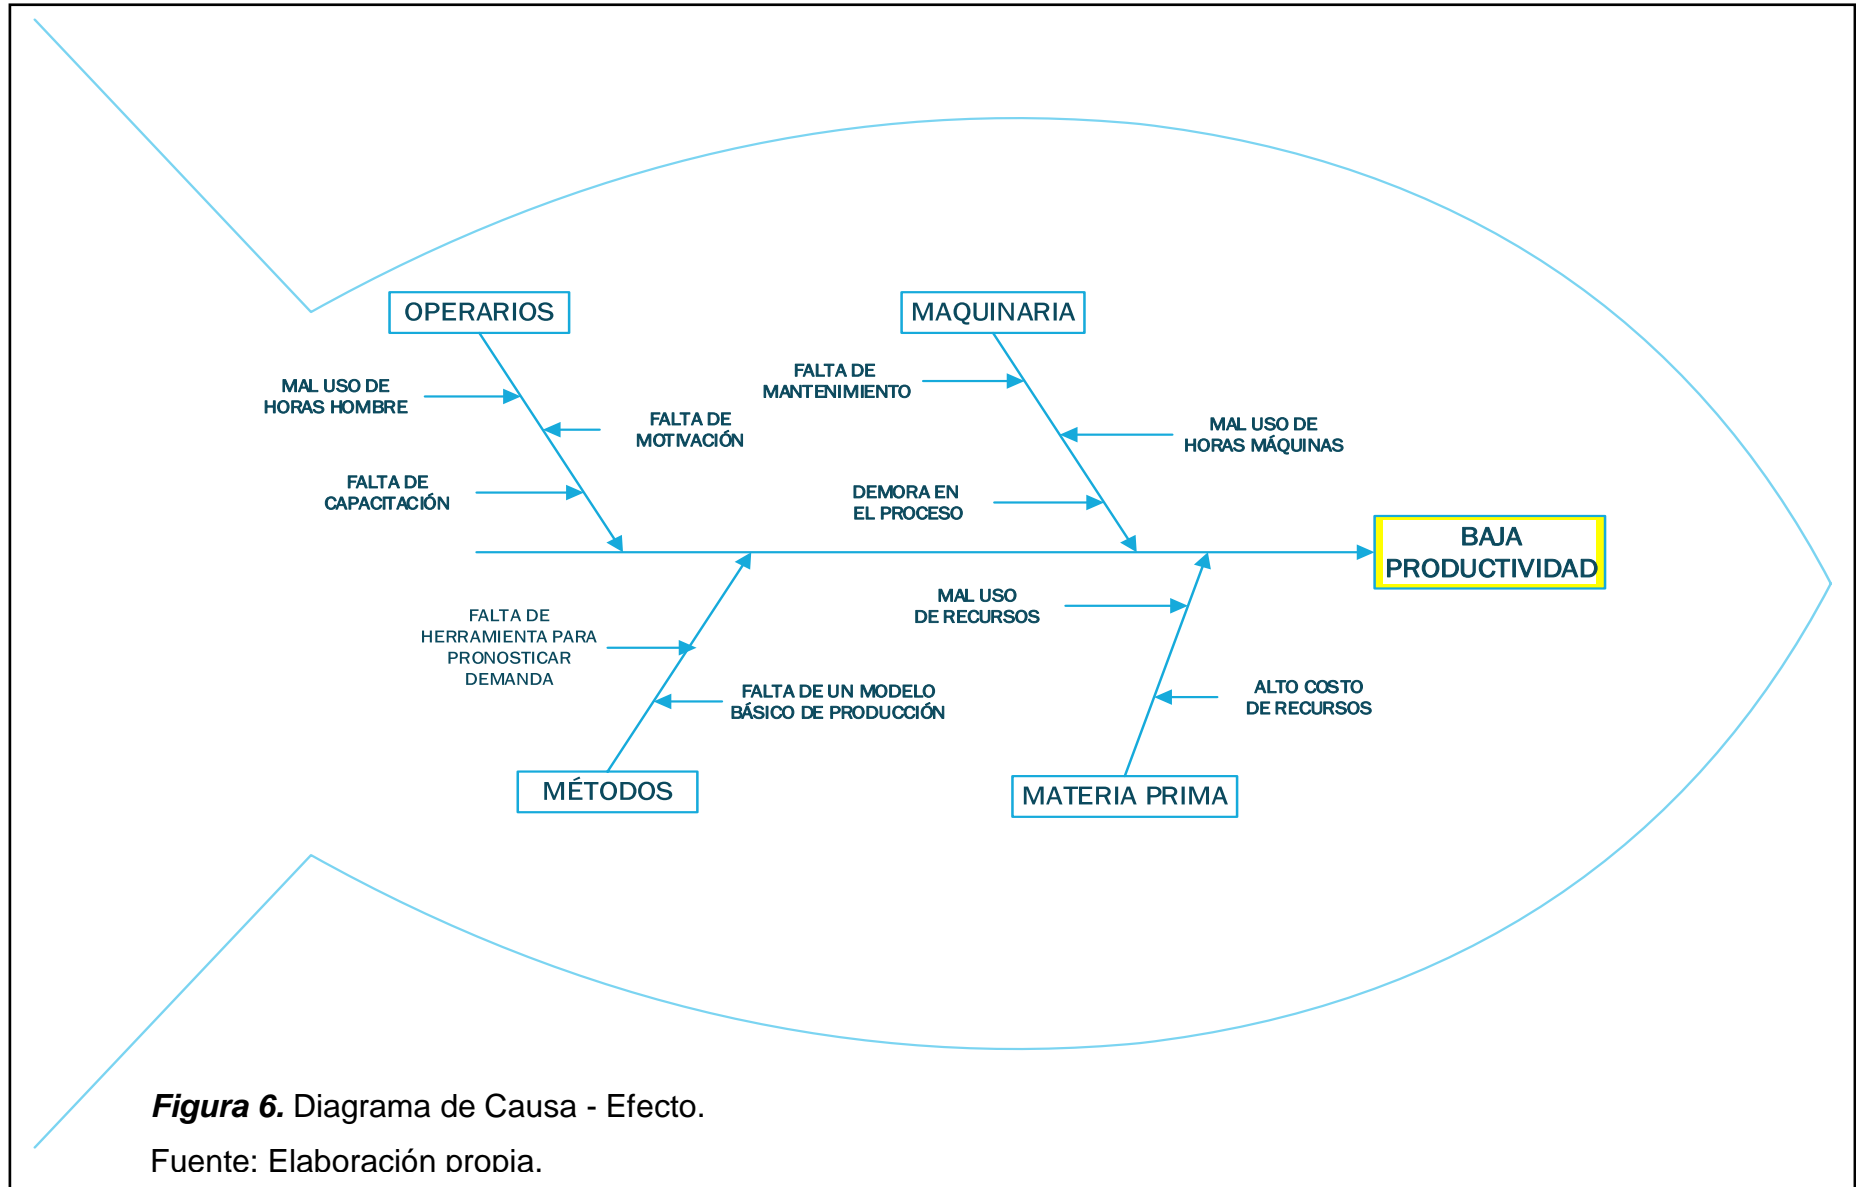 OPERARIOS
MAL USO DE
HORAS HOMBRE
FALTA DE
MOTIVACIÓN
FALTA DE
CAPACITACIÓN
MAQUINARIA
FALTA DE
MANTENIMIENTO
MAL USO DE
HORAS MÁQUINAS
DEMORA EN
EL PROCESO
BAJA
PRODUCTIVIDAD
FALTA DE
HERRAMIENTA PARA
PRONOSTICAR
DEMANDA
FALTA DE UN MODELO
BÁSICO DE PRODUCCIÓN
MÉTODOS
MAL USO
DE RECURSOS
ALTO COSTO
DE RECURSOS
MATERIA PRIMA
Figura 6. Diagrama de Causa - Efecto.
Fuente: Elaboración propia.